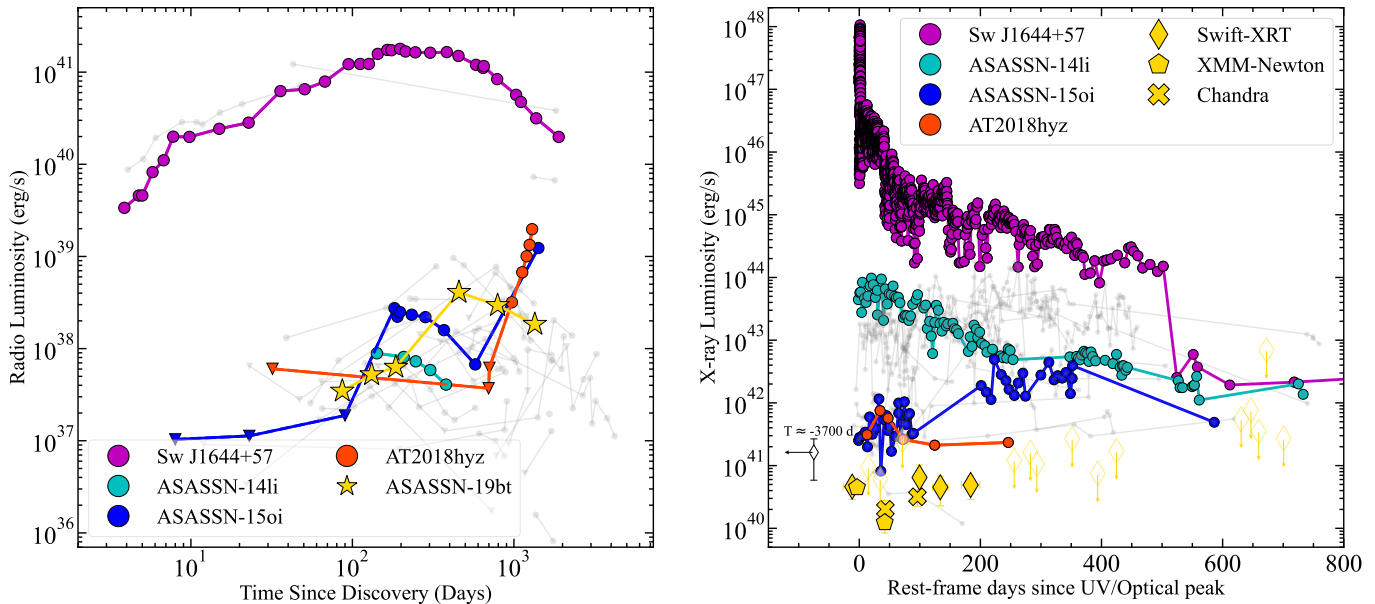 10^41
10^40
10^39
10^38
10^37
10^36
Radio Luminosity (erg/s)
Sw J1644+57
ASASSN-14li
ASASSN-15oi
AT2018hyz
ASASSN-19bt
10^1
10^2
10^3
Time Since Discovery (Days)
10^48
10^47
10^46
10^45
10^44
10^43
10^42
10^41
10^40
X-ray Luminosity (erg/s)
Sw J1644+57
ASASSN-14li
ASASSN-15oi
AT2018hyz
Swift-XRT
XMM-Newton
Chandra
T ≈ -3700 d
0
200
400
600
800
Rest-frame days since UV/Optical peak